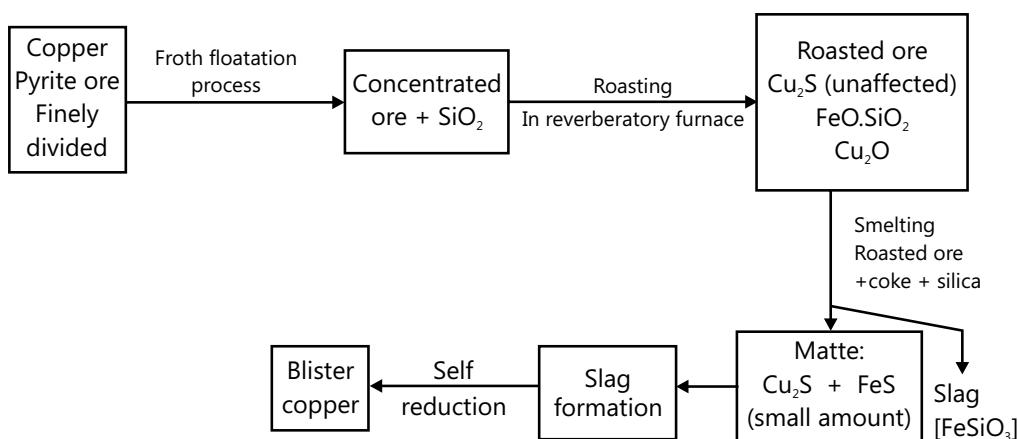 Copper
Pyrite ore
Finely
divided
Froth floatation
process
Concentrated
ore + SiO₂
Roasting
In reverberatory furnace
Roasted ore
Cu₂S (unaffected)
FeO.SiO₂
Cu₂O
Smelting
Roasted ore
+coke + silica
Matte:
Cu₂S + FeS
(small amount)
Slag
[FeSiO₃]
Slag
formation
Self
reduction
Blister
copper